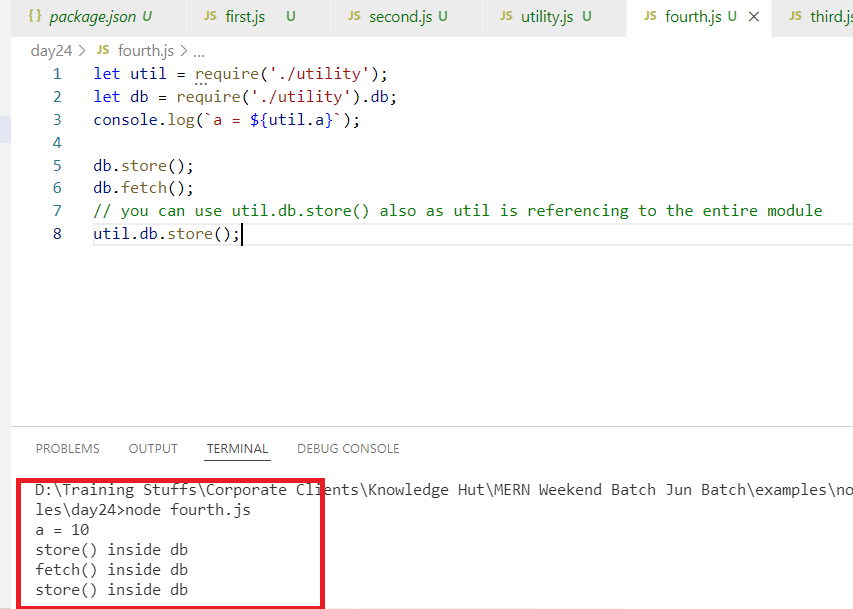 {} package.json U JS first.js U JS second.js U JS utility.js U JS fourth.js U × JS third.js
day24 > JS fourth.js > ...
1 let util = require('./utility');
2 let db = require('./utility').db;
3 console.log(`a = ${util.a}`);
4
5 db.store();
6 db.fetch();
7 // you can use util.db.store() also as util is referencing to the entire module
8 util.db.store();
PROBLEMS OUTPUT TERMINAL DEBUG CONSOLE
D:\Training Stuffs\Corporate Clients\Knowledge Hut\MERN Weekend Batch Jun Batch\examples\no
les\day24>node fourth.js
a = 10
store() inside db
fetch() inside db
store() inside db